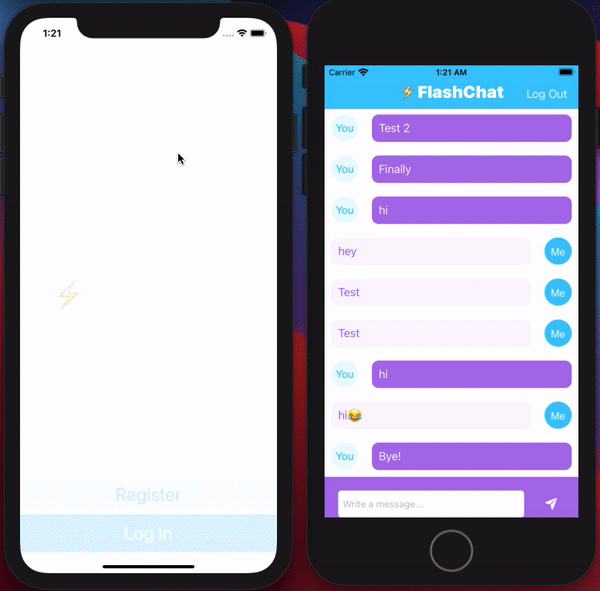 1:21
Register
Log In
Carrier
1:21 AM
⚡FlashChat
Log Out
You
Test 2
You
Finally
You
hi
hey
Me
Test
Me
Test
Me
You
hi
hi😂
Me
You
Bye!
Write a message...